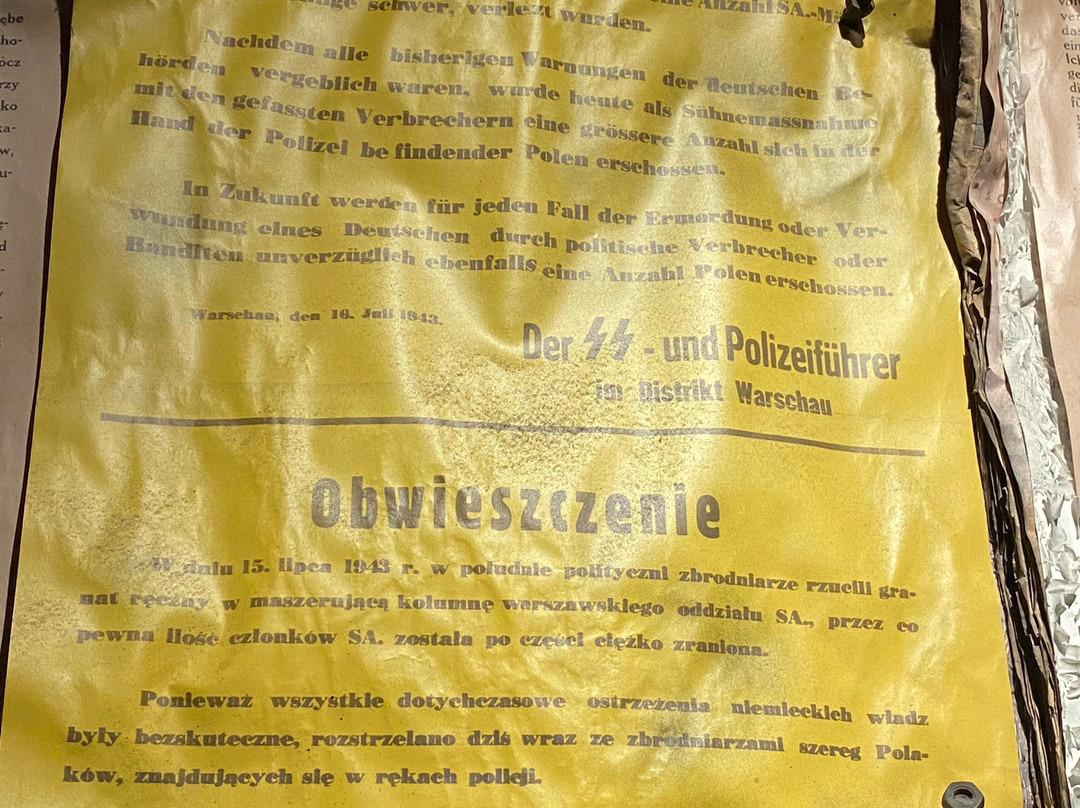 schwer, verletzt wurden.
Anzahl SA.-Mä
Nachdem alle bisherigen Warnungen der deutschen Be-
hörden vergeblich waren, wurde heute als Sühnemassnahme
mit den gefassten Verbrechern eine grössere Anzahl sich in der
Hand der Polizei befindender Polen erschossen.
In Zukunft werden für jeden Fall der Ermordung oder Ver-
wundung eines Deutschen durch politische Verbrecher oder
Banditen unverzüglich ebenfalls eine Anzahl Polen erschossen.
Warschau, den 16. Juli 1943.
Der SS - und Polizeiführer
im Distrikt Warschau
Obwieszczenie
W dniu 15. lipca 1943 r. w południe polityczni zbrodniarze rzucili gra-
nat ręczny w maszerującą kolumnę warszawskiego oddziału SA., przez co
pewna ilość członków SA. została po części ciężko zraniona.
Ponieważ wszystkie dotychczasowe ostrzeżenia niemieckich władz
były bezskuteczne, rozstrzelano dziś wraz ze zbrodniarzami szereg Pola-
ków, znajdujących się w rękach policji.